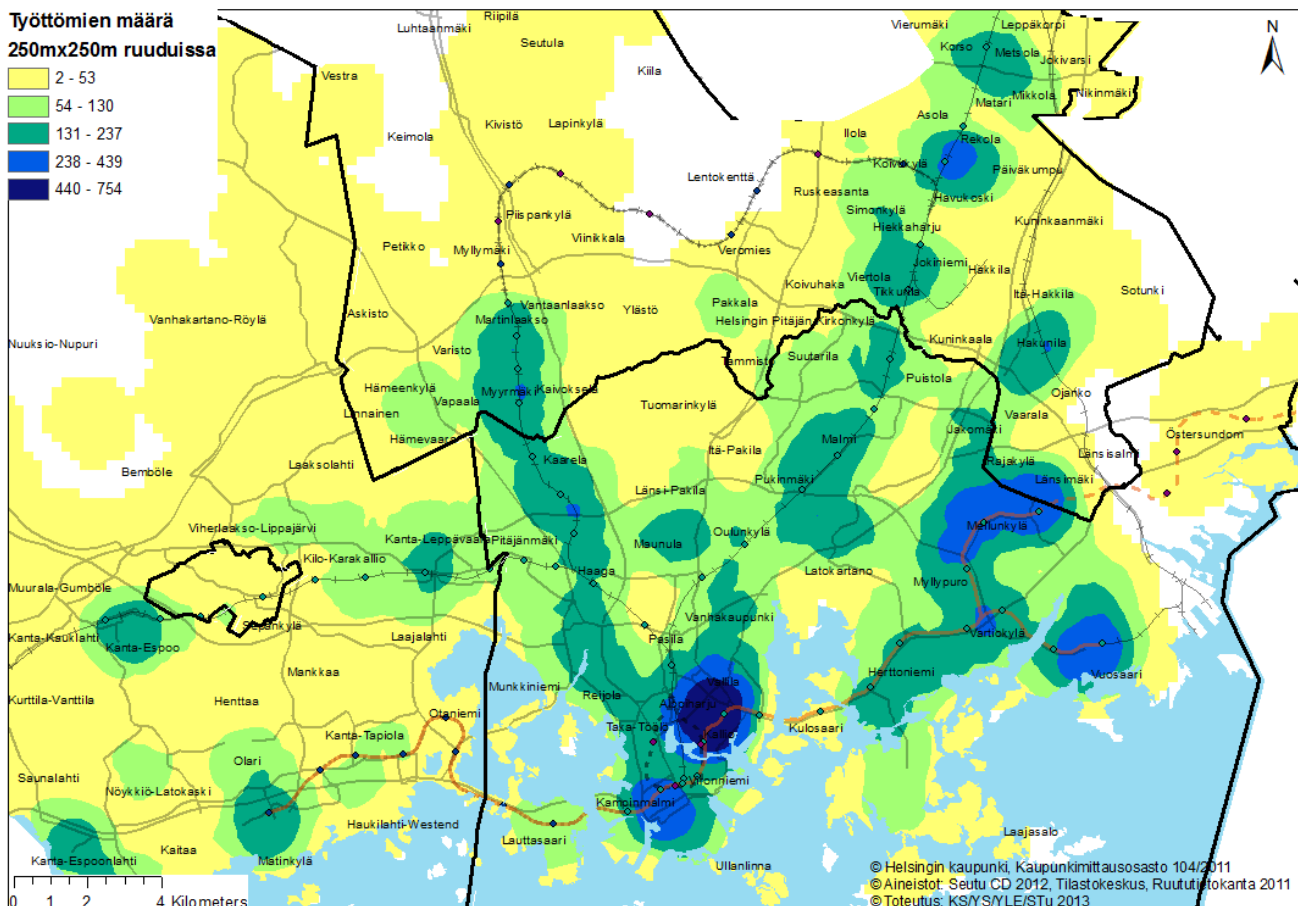 Työttömien määrä
250mx250m ruuduissa
2 - 53
54 - 130
131 - 237
238 - 439
440 - 754
N
Riipilä
Luhtaanmäki
Seutula
Kiila
Vierumäki
Leppäkorpi
Korso
Metsola
Jokivarsi
Vestra
Mikkola
Nikinmäki
Matari
Kivistö
Lapinkylä
Keimola
Asola
Ilola
Rekola
Koivukylä
Päiväkumpu
Lentokenttä
Ruskeasanta
Havukoski
Simonkylä
Piispankylä
Kuninkaanmäki
Hiekkaharju
Viinikkala
Petikko
Myllymäki
Veromies
Jokiniemi
Hakkila
Viertola
Koivuhaka
Tikkurila
Sotunki
Itä-Hakkila
Vantaanlaakso
Pakkala
Ylästö
Askisto
Martinlaakso
Vanhakartano-Röylä
Helsingin Pitäjän Kirkonkylä
Nuuksio-Nupuri
Varisto
Kuninkaala
Hakunila
Tammisto
Suutarila
Puistola
Hämeenkylä
Myyrmäki
Kaivoksela
Ojanko
Vapaala
Tuomarinkylä
Linnainen
Vaarala
Jakomäki
Hämevaara
Malmi
Östersundom
Itä-Pakila
Länsisalmi
Kaarela
Laaksolahti
Rajakylä
Bemböle
Pukinmäki
Länsimäki
Länsi-Pakila
Mellunkylä
Viherlaakso-Lippajärvi
Oulunkylä
Kanta-Leppävaara
Pitäjänmäki
Maunula
Kilo-Karakallio
Haaga
Latokartano
Myllypuro
Muurala-Gumböle
Vanhakaupunki
Sepänkylä
Laajalahti
Vartiokylä
Kanta-Kauklahti
Pasila
Kanta-Espoo
Mankkaa
Herttoniemi
Vuosaari
Vallila
Munkkiniemi
Reijola
Kurttila-Vanttila
Henttaa
Alppiharju
Otaniemi
Taka-Töölö
Kulosaari
Kanta-Tapiola
Kallio
Olari
Saunalahti
Vironniemi
Nöykkiö-Latokaski
Kampinmalmi
Haukilahti-Westend
Laajasalo
Lauttasaari
Kaitaa
Kanta-Espoonlahti
Matinkylä
Ullanlinna
0 1 2 4 Kilometers
© Helsingin kaupunki, Kaupunkimittausosasto 104/2011
© Aineistot: Seutu CD 2012, Tilastokeskus, Ruututietokanta 2011
© Toteutus: KS/YS/YLE/STu 2013